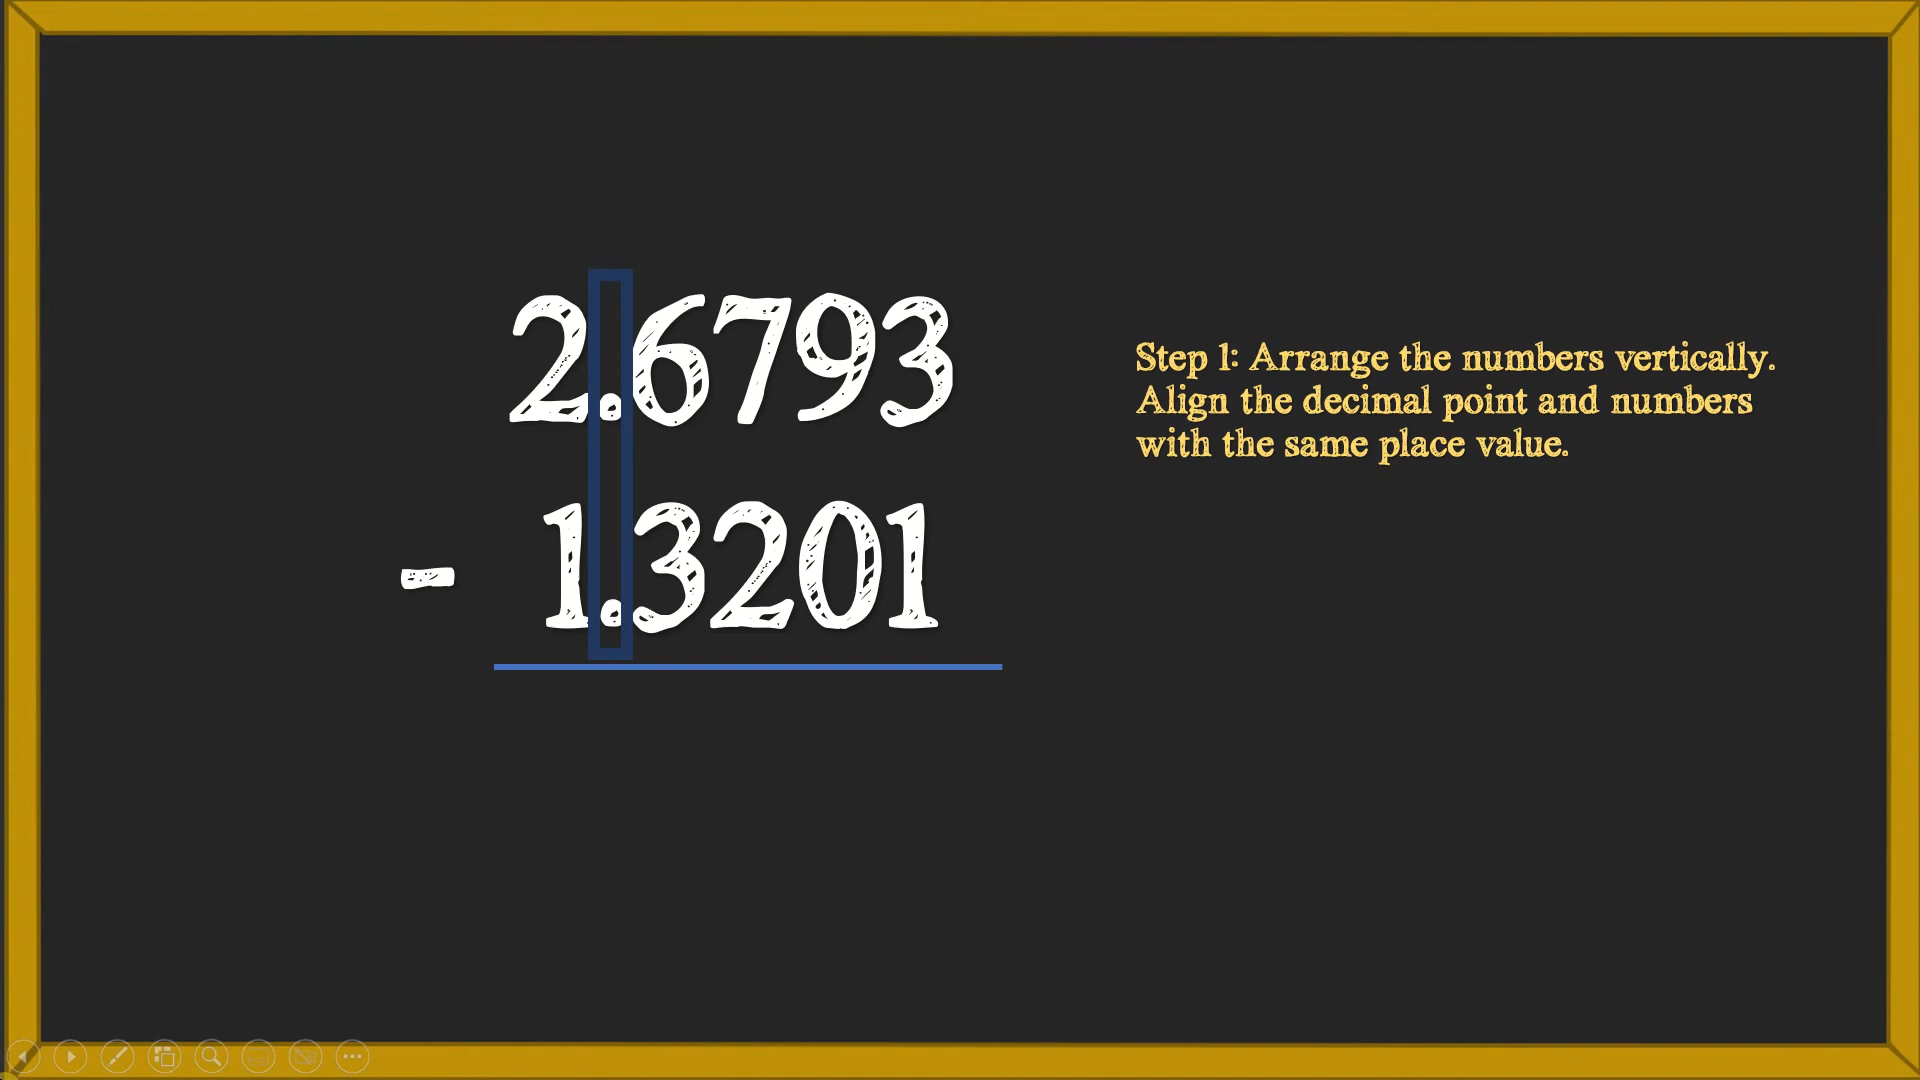 2.6793
- 1.3201
Step 1: Arrange the numbers vertically.
Align the decimal point and numbers
with the same place value.